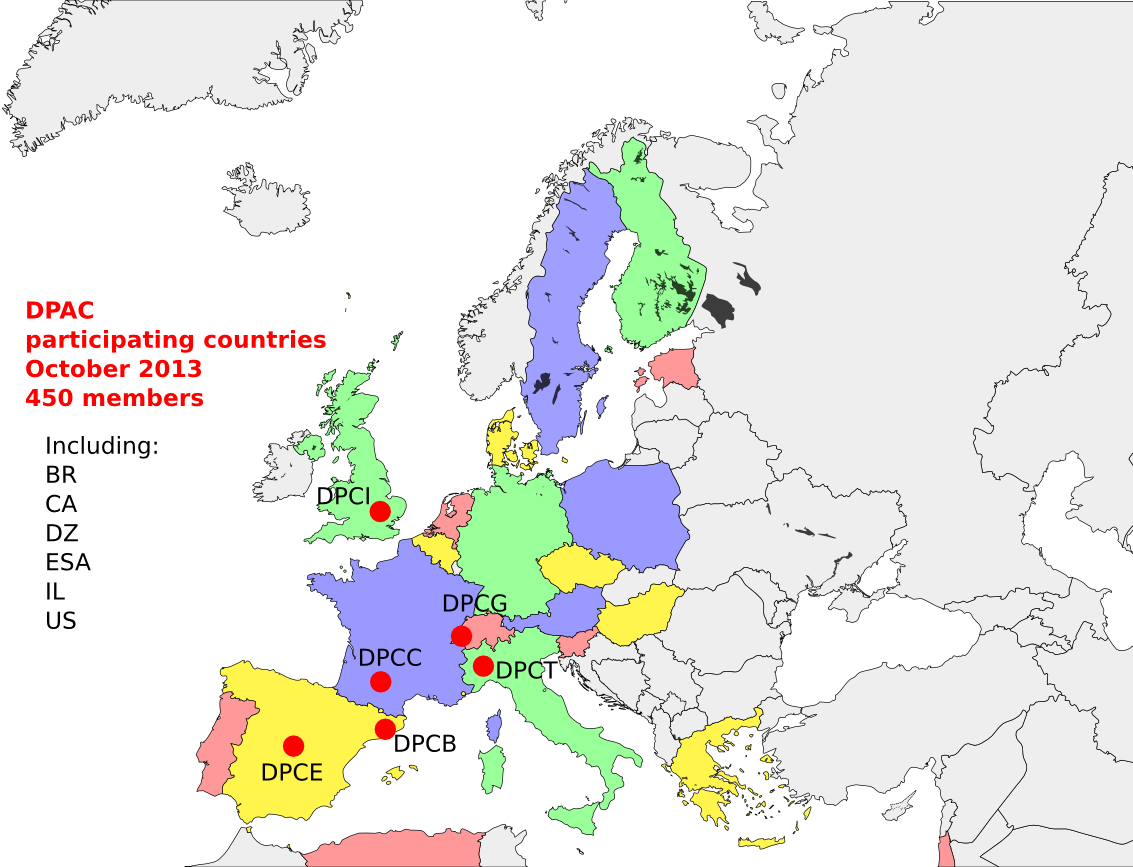 DPAC
participating countries
October 2013
450 members
Including:
BR
CA
DZ
ESA
IL
US
DPCI
DPCG
DPCC
DPCT
DPCB
DPCE